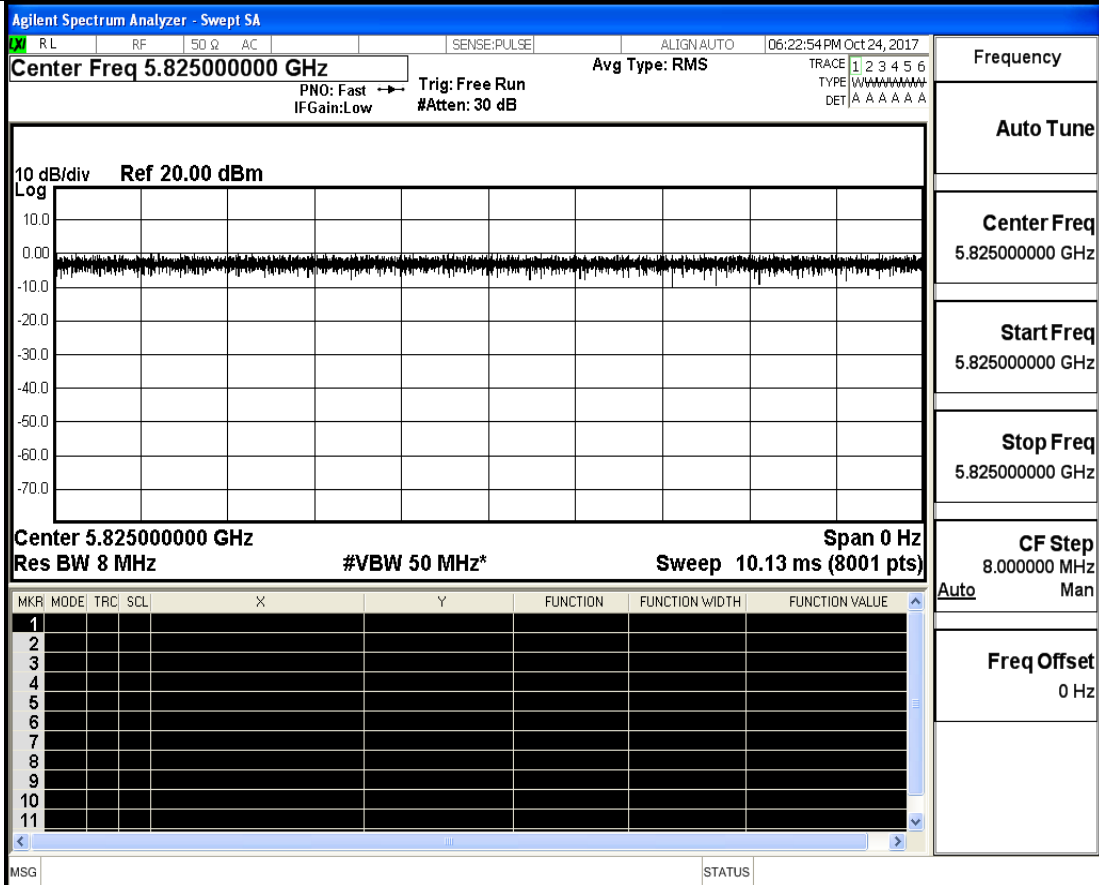 Agilent Spectrum Analyzer - Swept SA
LXI RL RF 50 Ω AC SENSE:PULSE ALIGN AUTO 06:22:54 PM Oct 24, 2017
Center Freq 5.825000000 GHz
PNO: Fast
IFGain:Low
Trig: Free Run
#Atten: 30 dB
Avg Type: RMS
TRACE 1 2 3 4 5 6
TYPE WWWWWW
DET A A A A A A
10 dB/div Ref 20.00 dBm
Log
10.0
0.00
-10.0
-20.0
-30.0
-40.0
-50.0
-60.0
-70.0
Center 5.825000000 GHz Span 0 Hz
Res BW 8 MHz #VBW 50 MHz* Sweep 10.13 ms (8001 pts)
MKR MODE TRC SCL X Y FUNCTION FUNCTION WIDTH FUNCTION VALUE
1
2
3
4
5
6
7
8
9
10
11
MSG STATUS
Frequency
Auto Tune
Center Freq
5.825000000 GHz
Start Freq
5.825000000 GHz
Stop Freq
5.825000000 GHz
CF Step
8.000000 MHz
Auto Man
Freq Offset
0 Hz